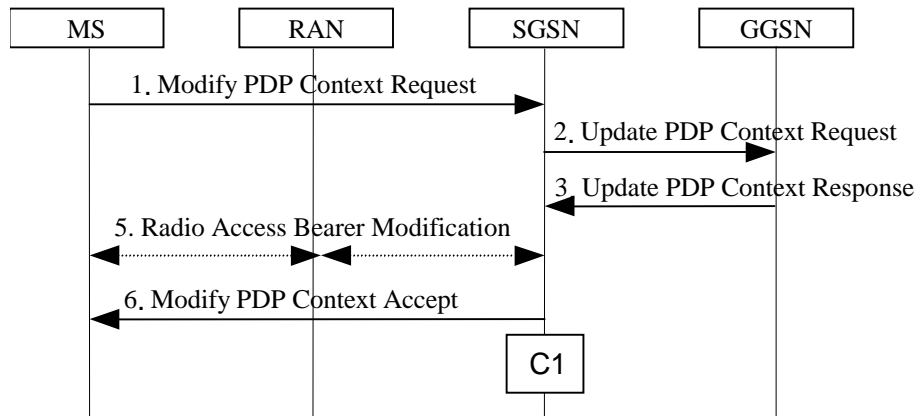 MS RAN SGSN GGSN
1. Modify PDP Context Request
2. Update PDP Context Request
3. Update PDP Context Response
5. Radio Access Bearer Modification
6. Modify PDP Context Accept
C1